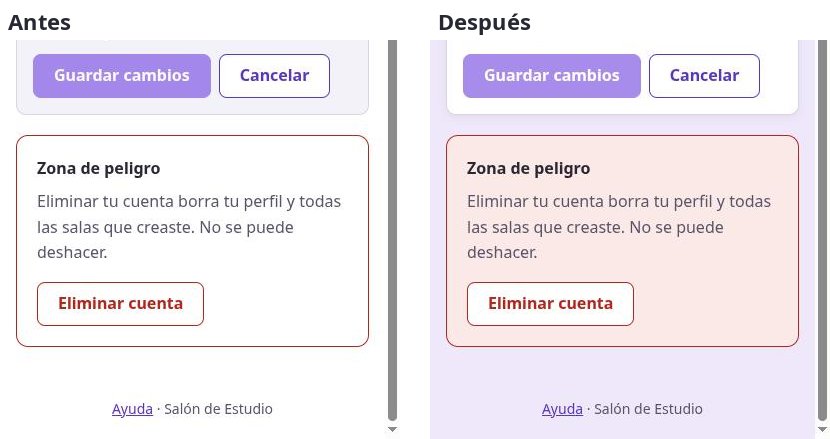 Antes
Guardar cambios
Cancelar
Zona de peligro
Eliminar tu cuenta borra tu perfil y todas
las salas que creaste. No se puede
deshacer.
Eliminar cuenta
Ayuda · Salón de Estudio
Después
Guardar cambios
Cancelar
Zona de peligro
Eliminar tu cuenta borra tu perfil y todas
las salas que creaste. No se puede
deshacer.
Eliminar cuenta
Ayuda · Salón de Estudio